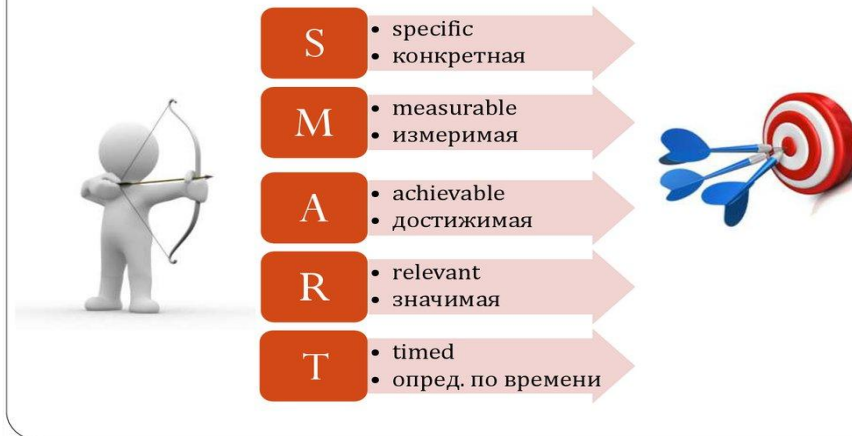 S
• specific
• конкретная
M
• measurable
• измеримая
A
• achievable
• достижимая
R
• relevant
• значимая
T
• timed
• опред. по времени